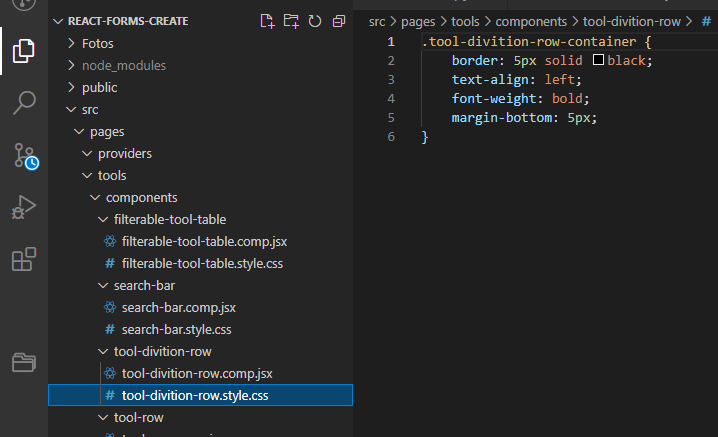 REACT-FORMS-CREATE
Fotos
node_modules
public
src
pages
providers
tools
components
filterable-tool-table
filterable-tool-table.comp.jsx
# filterable-tool-table.style.css
search-bar
search-bar.comp.jsx
# search-bar.style.css
tool-divition-row
tool-divition-row.comp.jsx
# tool-divition-row.style.css
tool-row
src > pages > tools > components > tool-divition-row > #
1 .tool-divition-row-container {
2 border: 5px solid black;
3 text-align: left;
4 font-weight: bold;
5 margin-bottom: 5px;
6 }